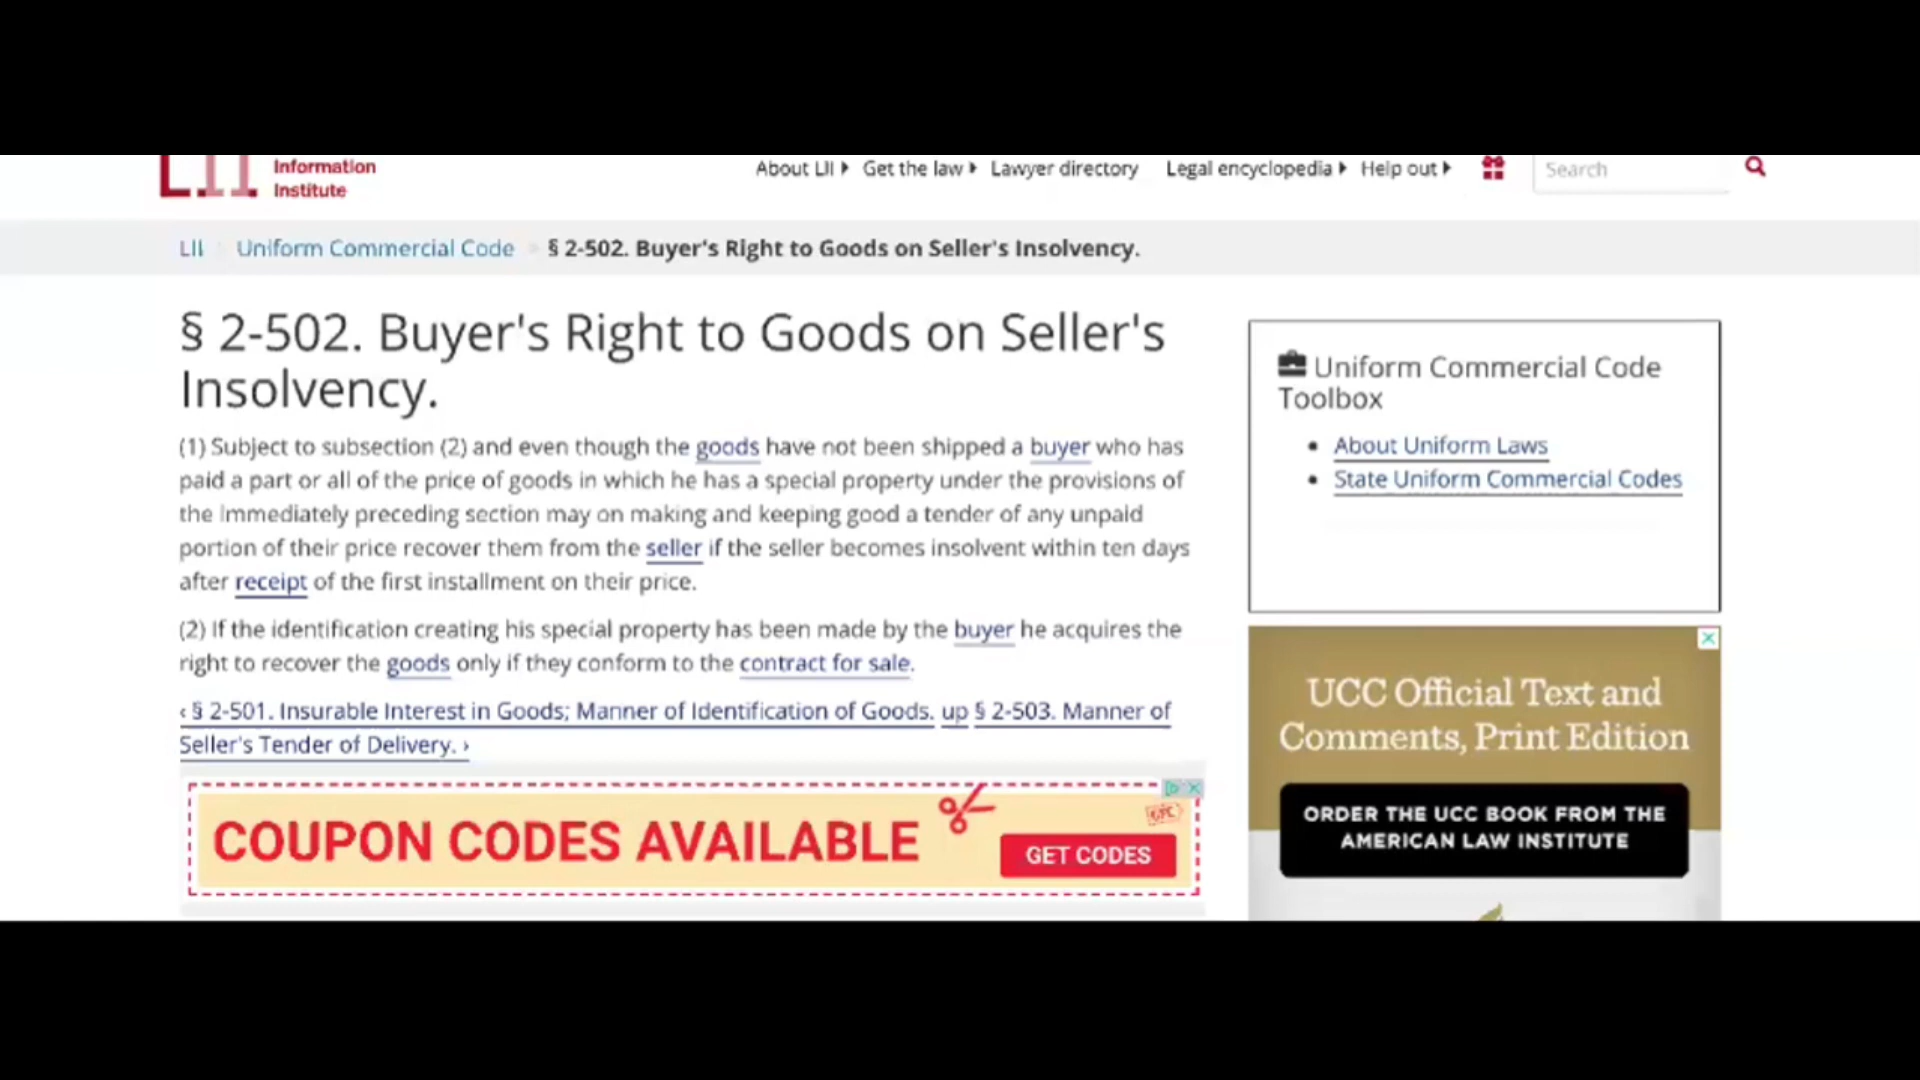 LII
Information
Institute
About LII Get the law Lawyer directory Legal encyclopedia Help out Search
LII Uniform Commercial Code § 2-502. Buyer's Right to Goods on Seller's Insolvency.
§ 2-502. Buyer's Right to Goods on Seller's
Insolvency.
(1) Subject to subsection (2) and even though the goods have not been shipped a buyer who has
paid a part or all of the price of goods in which he has a special property under the provisions of
the immediately preceding section may on making and keeping good a tender of any unpaid
portion of their price recover them from the seller if the seller becomes insolvent within ten days
after receipt of the first installment on their price.
(2) If the identification creating his special property has been made by the buyer he acquires the
right to recover the goods only if they conform to the contract for sale.
‹ § 2-501. Insurable Interest in Goods; Manner of Identification of Goods. up § 2-503. Manner of
Seller's Tender of Delivery. ›
COUPON CODES AVAILABLE
GET CODES
Uniform Commercial Code
Toolbox
• About Uniform Laws
• State Uniform Commercial Codes
UCC Official Text and
Comments, Print Edition
ORDER THE UCC BOOK FROM THE
AMERICAN LAW INSTITUTE